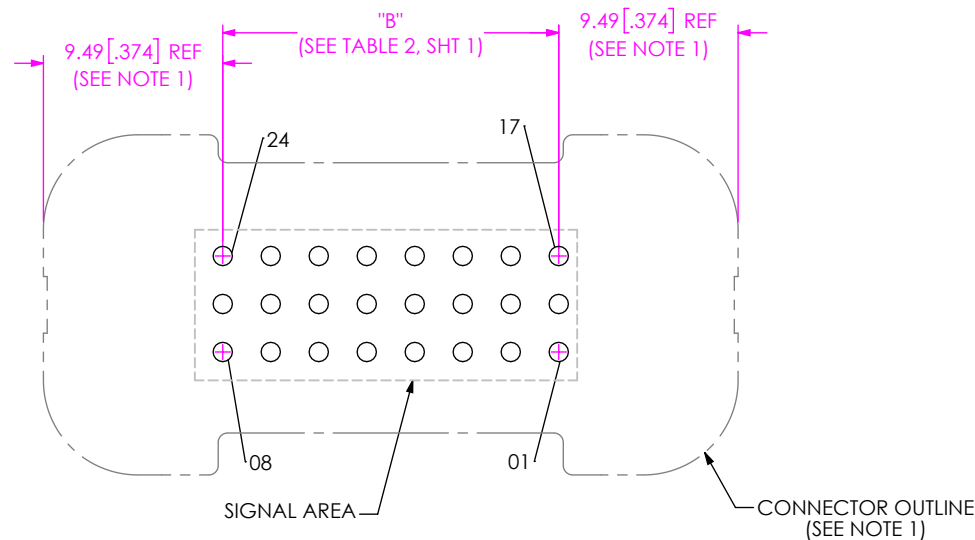 "B"
(SEE TABLE 2, SHT 1)
9.49[.374] REF
(SEE NOTE 1)
9.49[.374] REF
(SEE NOTE 1)
24
17
08
01
SIGNAL AREA
CONNECTOR OUTLINE
(SEE NOTE 1)